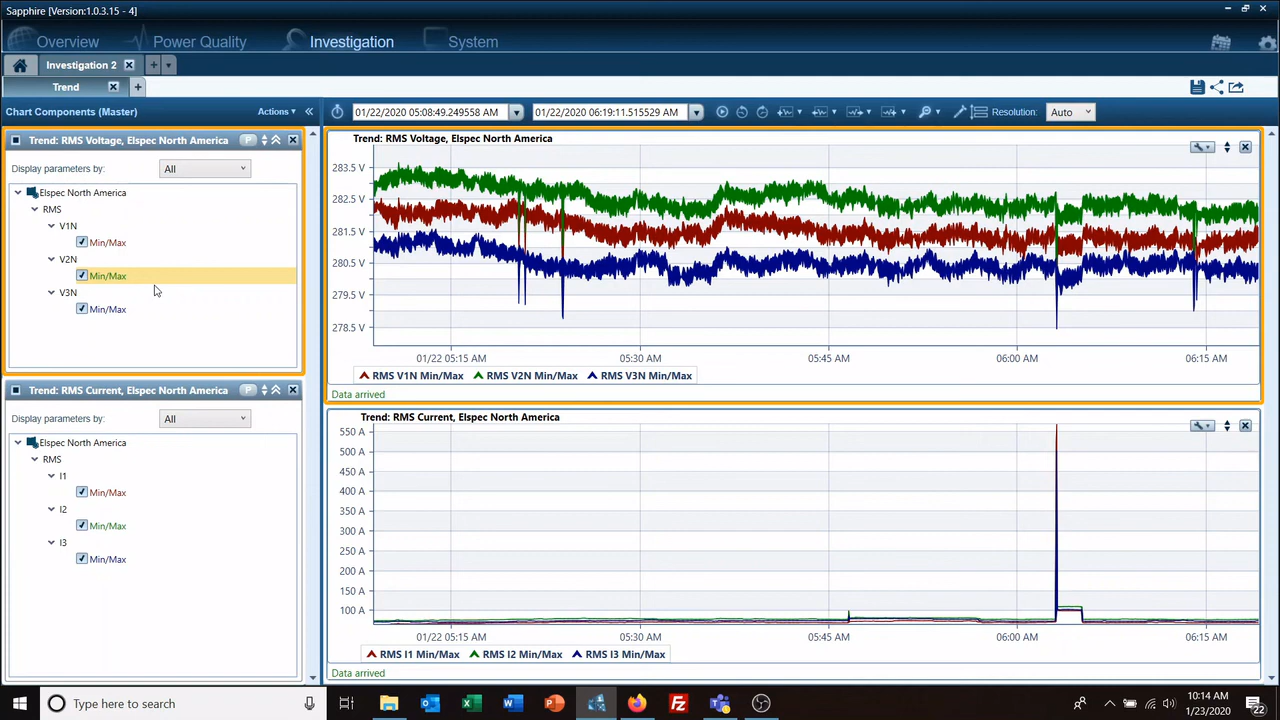 Sapphire [Version:1.0.3.15 - 4]
Overview
Power Quality
Investigation
System
Investigation 2
Trend
Chart Components (Master)
Actions
01/22/2020 05:08:49.249558 AM
01/22/2020 06:19:11.515529 AM
Resolution:
Auto
Trend: RMS Voltage, Elspec North America
P
Display parameters by:
All
Elspec North America
RMS
V1N
Min/Max
V2N
Min/Max
V3N
Min/Max
Trend: RMS Current, Elspec North America
P
Display parameters by:
All
Elspec North America
RMS
I1
Min/Max
I2
Min/Max
I3
Min/Max
Trend: RMS Voltage, Elspec North America
283.5 V
282.5 V
281.5 V
280.5 V
279.5 V
278.5 V
01/22 05:15 AM
05:30 AM
05:45 AM
06:00 AM
06:15 AM
RMS V1N Min/Max
RMS V2N Min/Max
RMS V3N Min/Max
Data arrived
Trend: RMS Current, Elspec North America
550 A
500 A
450 A
400 A
350 A
300 A
250 A
200 A
150 A
100 A
01/22 05:15 AM
05:30 AM
05:45 AM
06:00 AM
06:15 AM
RMS I1 Min/Max
RMS I2 Min/Max
RMS I3 Min/Max
Data arrived
Type here to search
10:14 AM
1/23/2020
22